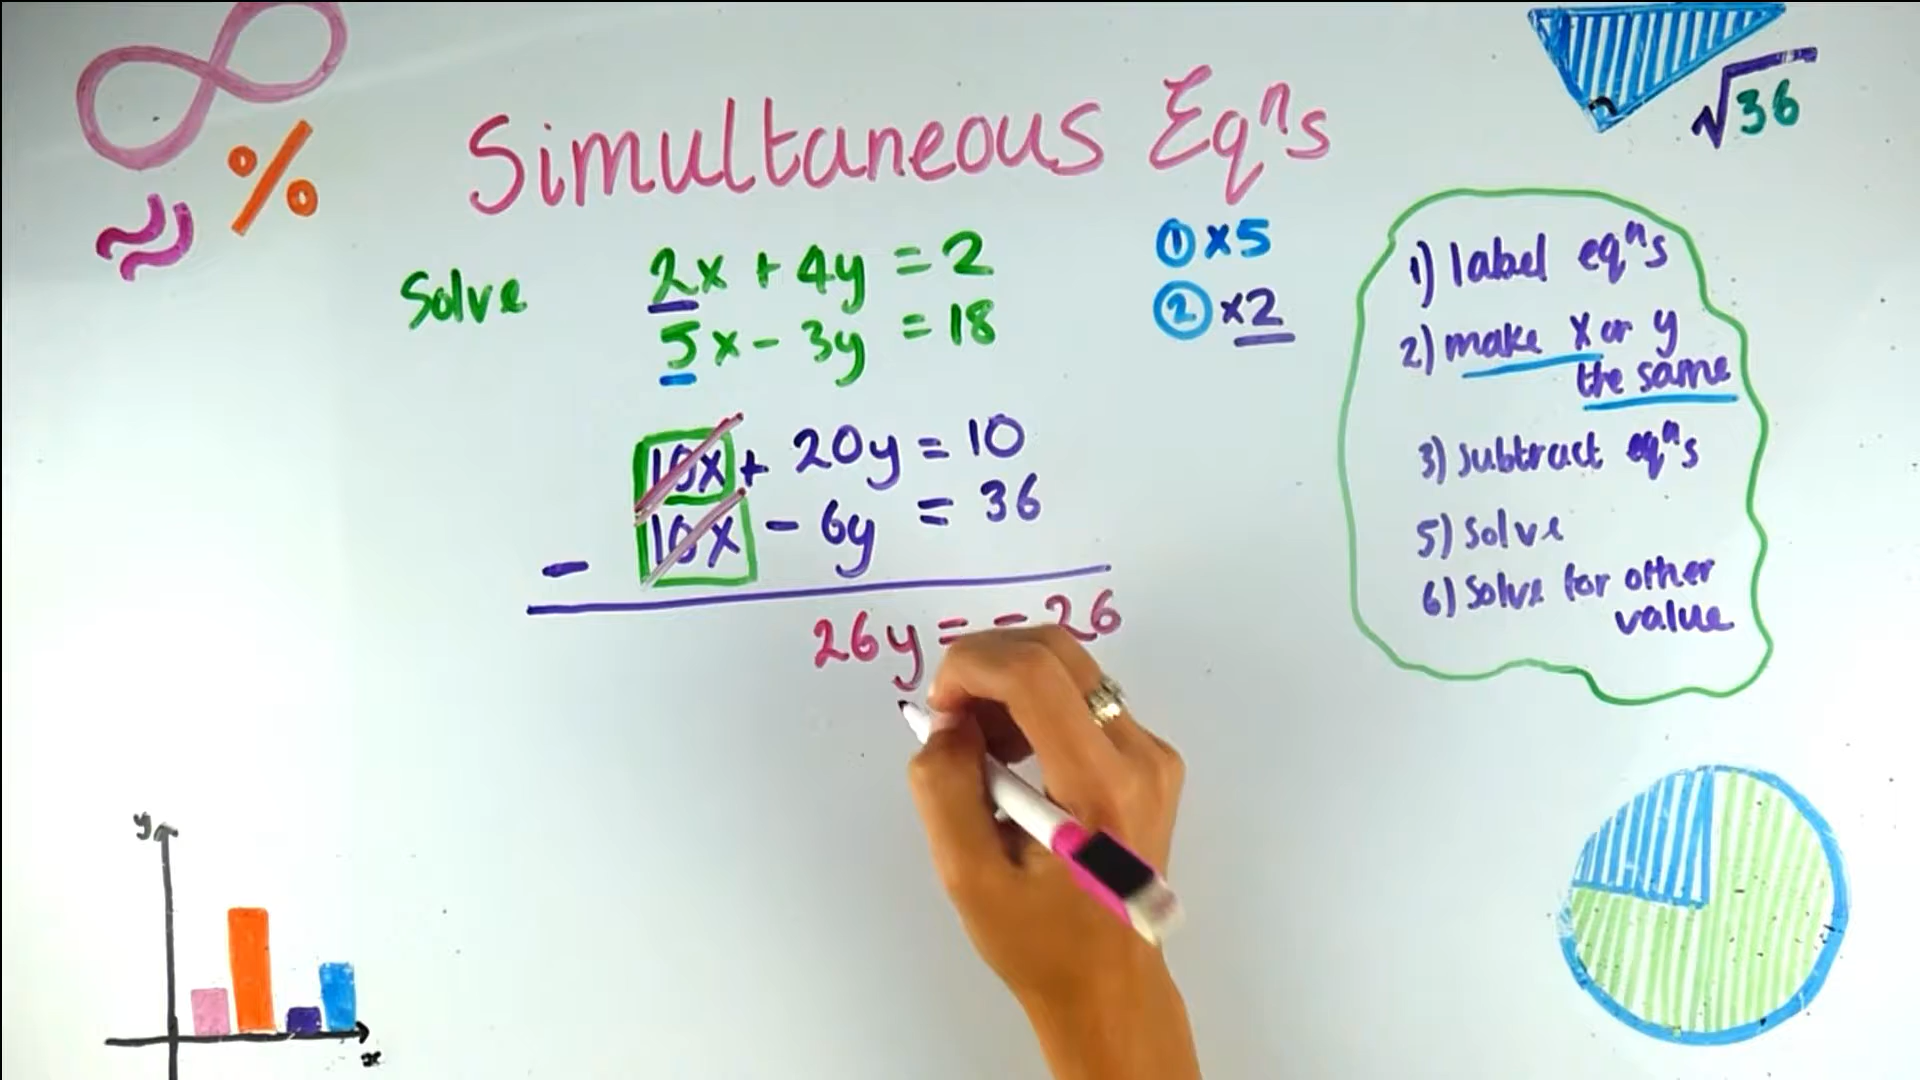 Simultaneous Eqⁿs
√36
%
Solve
2x + 4y = 2
5x - 3y = 18
① x5
② x2
10x + 20y = 10
- 10x - 6y = 36
26y = - 26
1) label eqⁿs
2) make x or y
the same
3) subtract eqⁿs
5) solve
6) solve for other
value
y
x